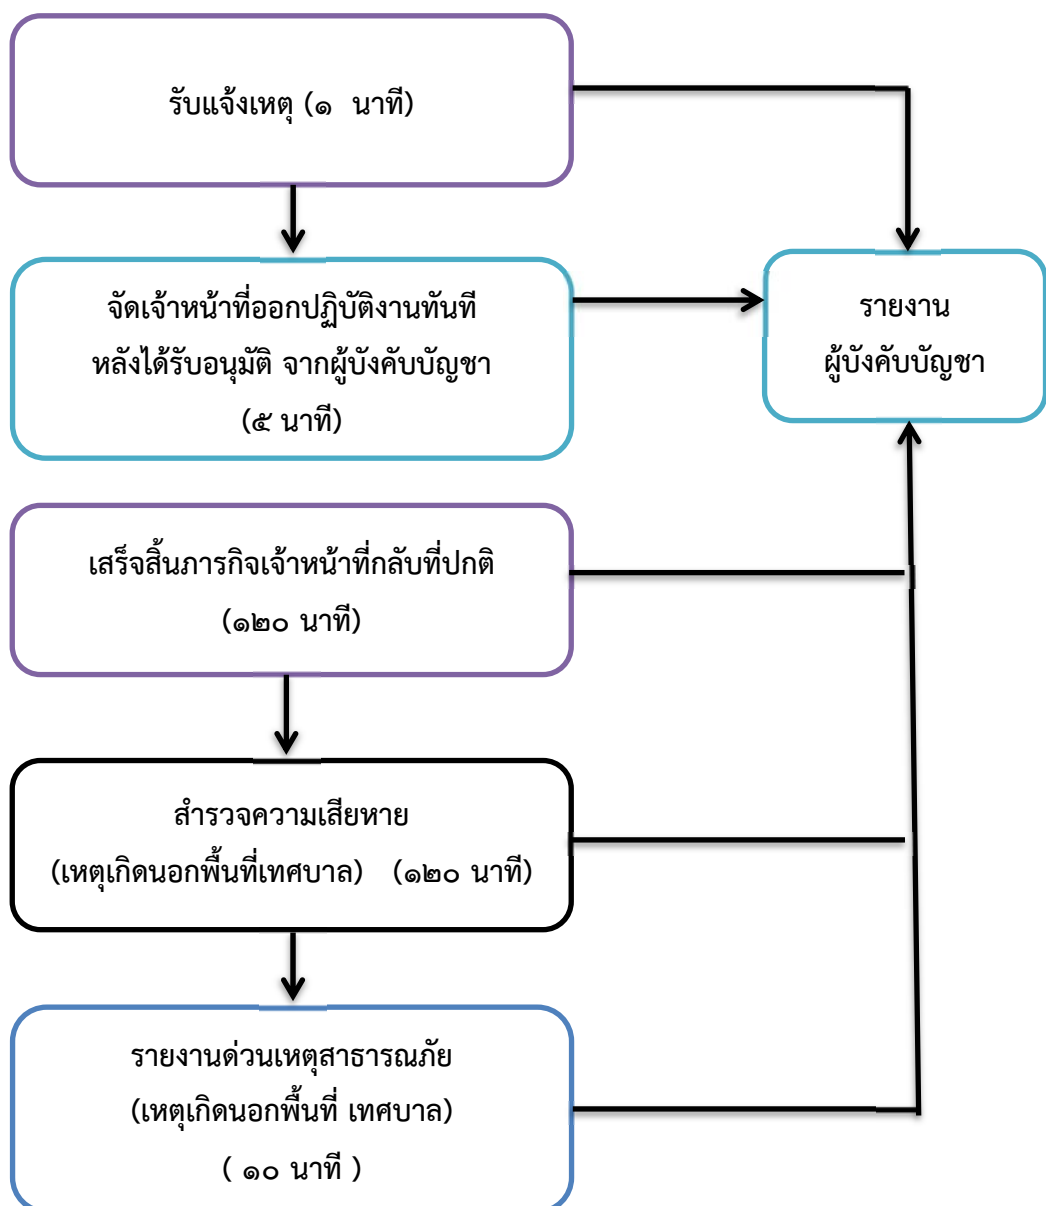 รับแจ้งเหตุ (๑ นาที)
จัดเจ้าหน้าที่ออกปฏิบัติงานทันที
หลังได้รับอนุมัติ จากผู้บังคับบัญชา
(๕ นาที)
รายงาน
ผู้บังคับบัญชา
เสร็จสิ้นภารกิจเจ้าหน้าที่กลับที่ปกติ
(๑๒๐ นาที)
สำรวจความเสียหาย
(เหตุเกิดนอกพื้นที่เทศบาล) (๑๒๐ นาที)
รายงานด่วนเหตุสาธารณภัย
(เหตุเกิดนอกพื้นที่ เทศบาล)
( ๑๐ นาที )